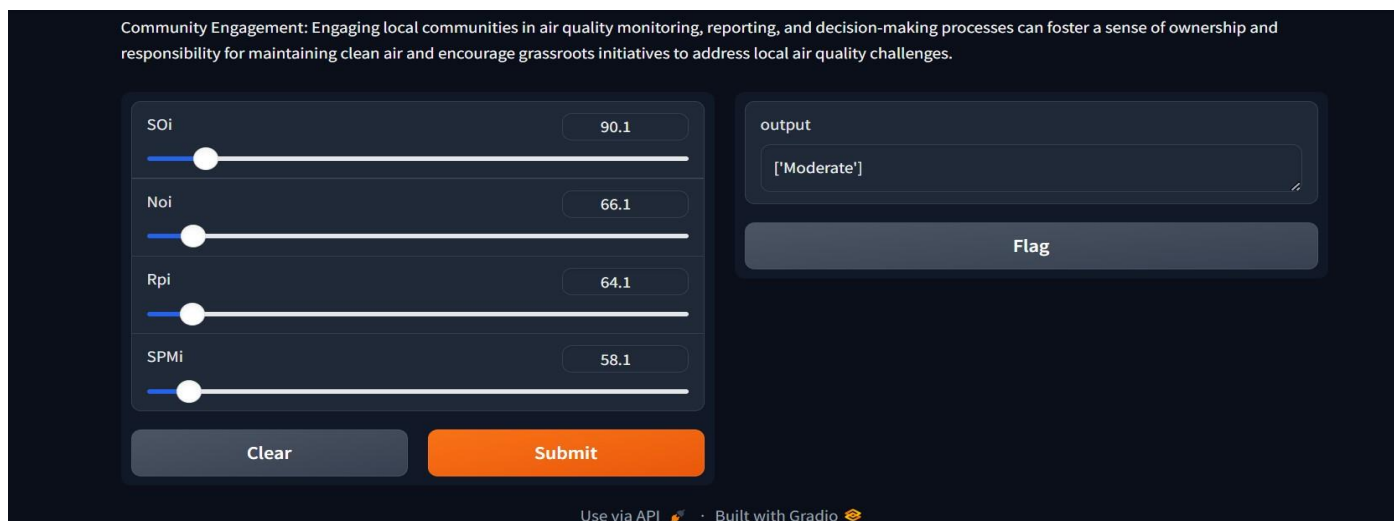 Community Engagement: Engaging local communities in air quality monitoring, reporting, and decision-making processes can foster a sense of ownership and
responsibility for maintaining clean air and encourage grassroots initiatives to address local air quality challenges.
SOi
90.1
Noi
66.1
Rpi
64.1
SPMi
58.1
Clear
Submit
output
['Moderate']
Flag
Use via API · Built with Gradio